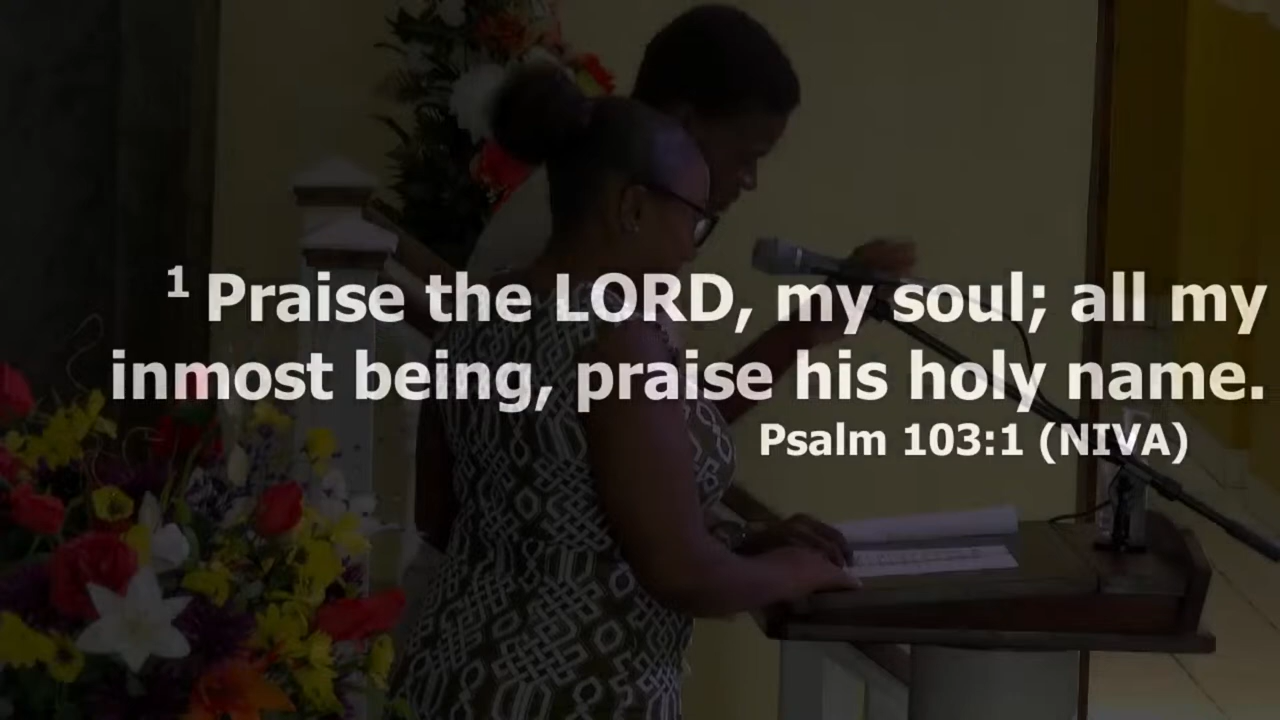 1 Praise the LORD, my soul; all my
inmost being, praise his holy name.
Psalm 103:1 (NIVA)